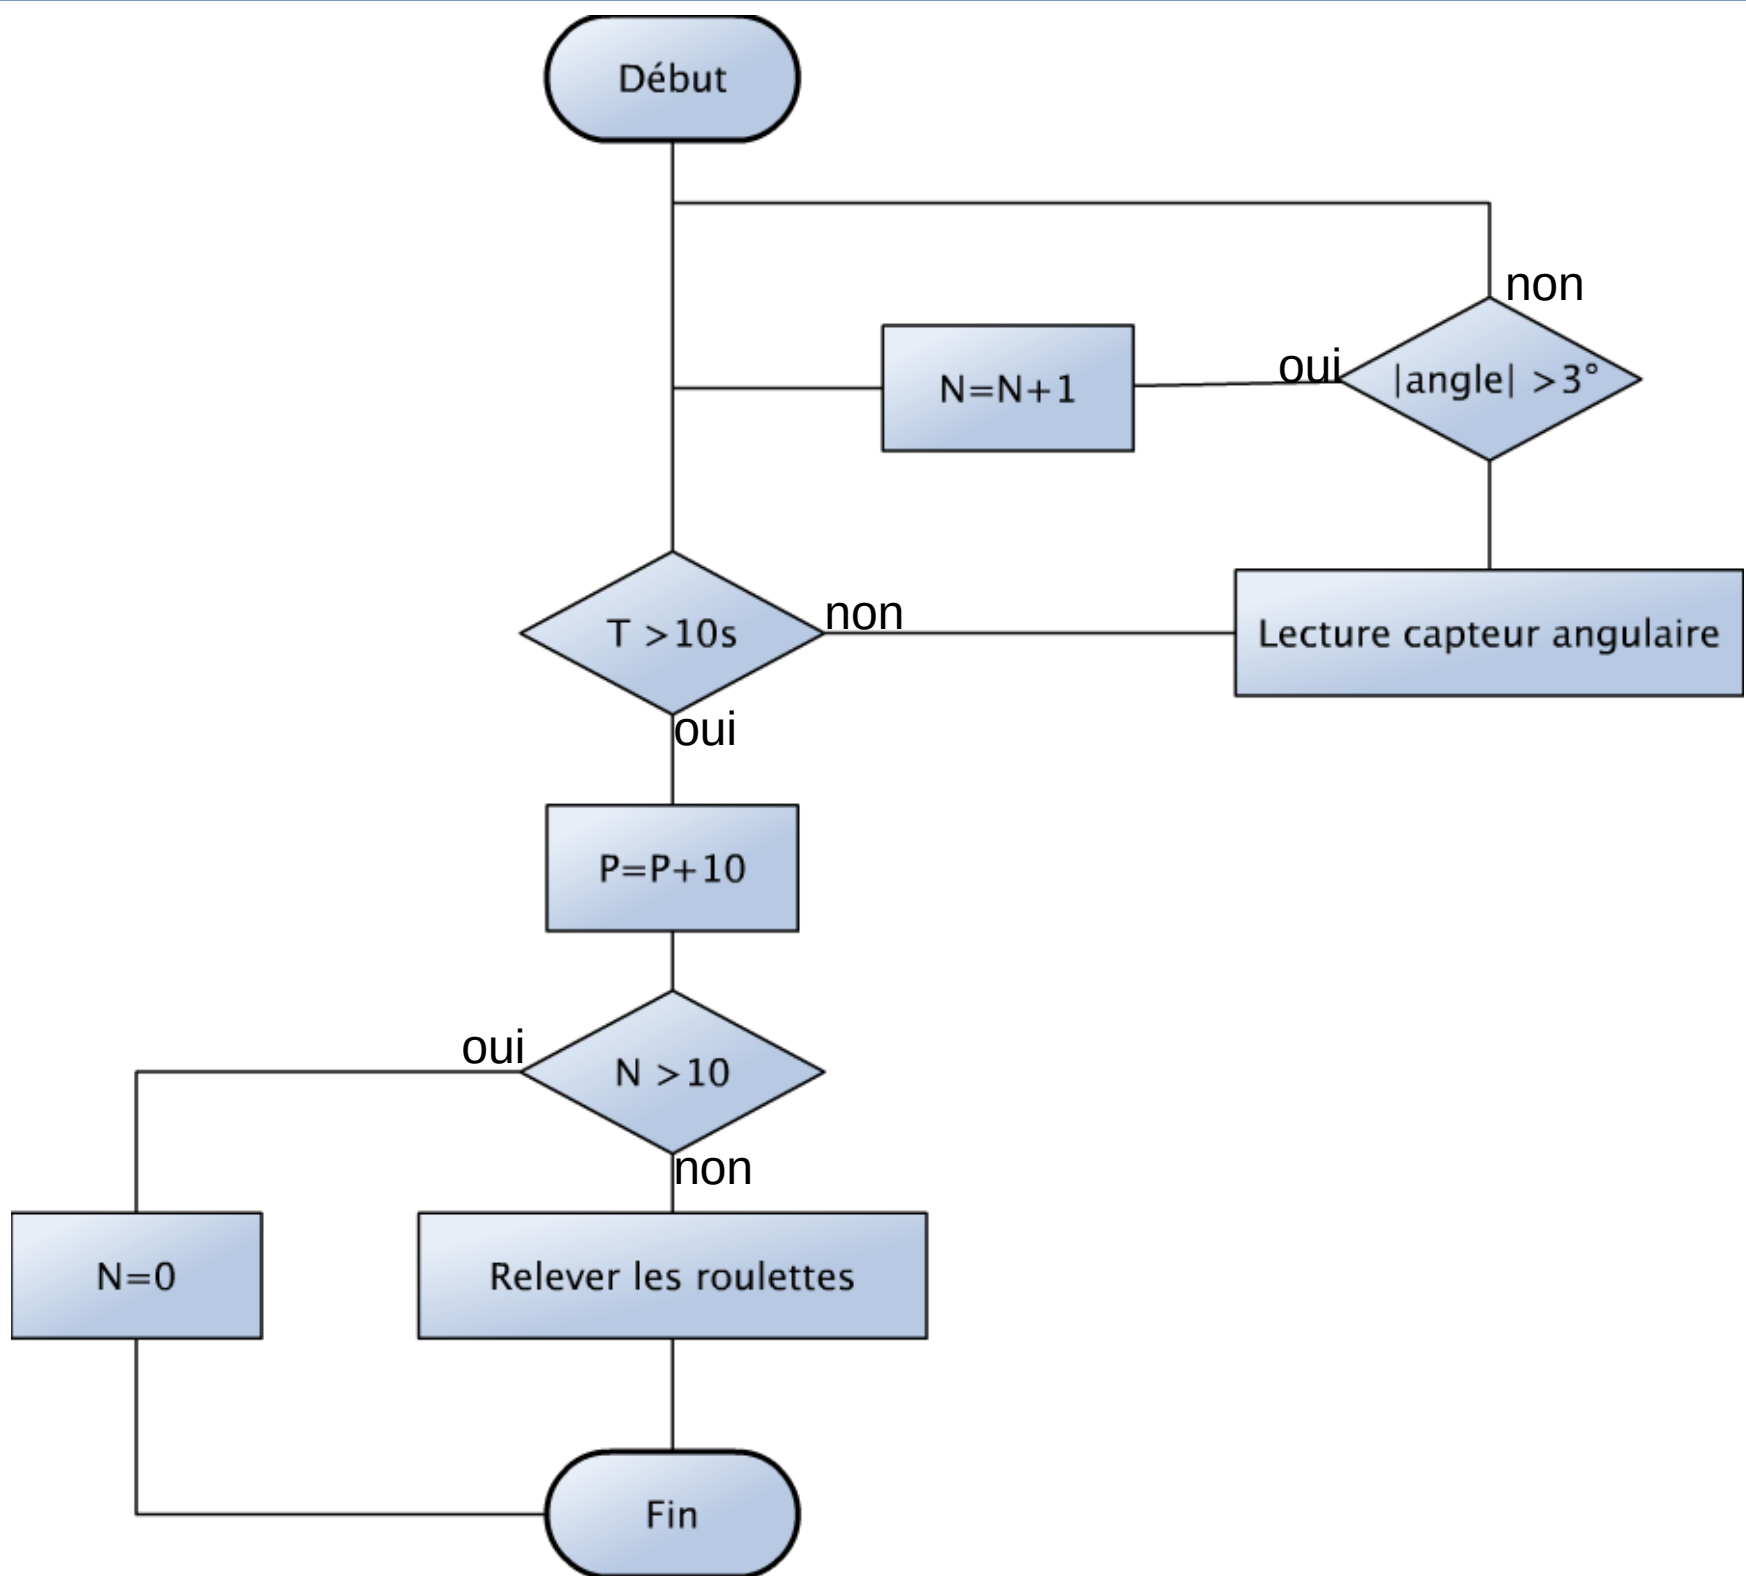 Début
non
oui
|angle| >3°
N=N+1
T >10s
non
Lecture capteur angulaire
oui
P=P+10
oui
N >10
non
N=0
Relever les roulettes
Fin